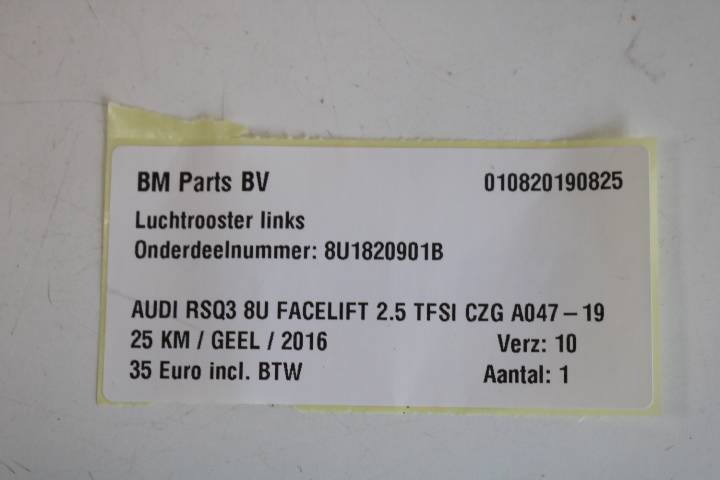 BM Parts BV 010820190825
Luchtrooster links
Onderdeelnummer: 8U1820901B
AUDI RSQ3 8U FACELIFT 2.5 TFSI CZG A047-19
25 KM / GEEL / 2016 Verz: 10
35 Euro incl. BTW Aantal: 1